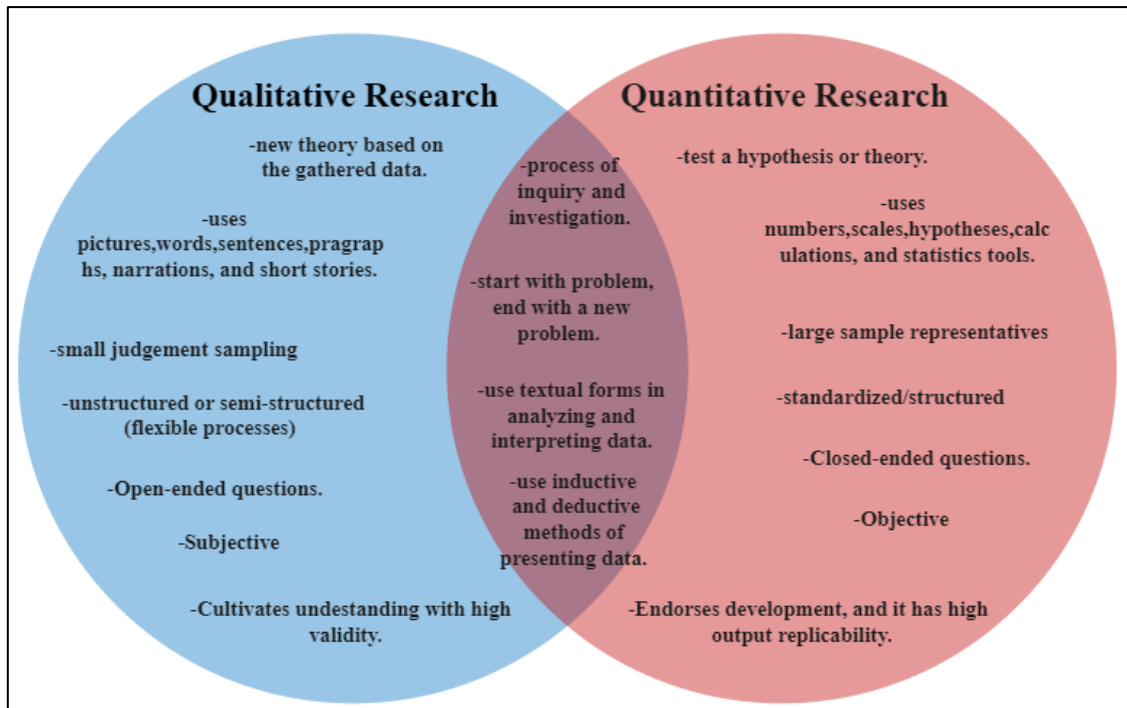 Qualitative Research
-new theory based on
the gathered data.
-uses
pictures,words,sentences,pragrap
hs, narrations, and short stories.
-small judgement sampling
-unstructured or semi-structured
(flexible processes)
-Open-ended questions.
-Subjective
-Cultivates undestanding with high
validity.
-process of
inquiry and
investigation.
-start with problem,
end with a new
problem.
-use textual forms in
analyzing and
interpreting data.
-use inductive
and deductive
methods of
presenting data.
Quantitative Research
-test a hypothesis or theory.
-uses
numbers,scales,hypotheses,calc
ulations, and statistics tools.
-large sample representatives
-standardized/structured
-Closed-ended questions.
-Objective
-Endorses development, and it has high
output replicability.